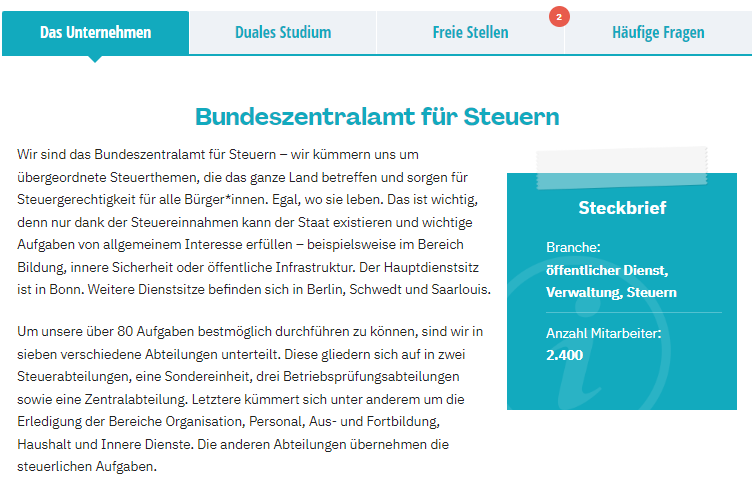 Das Unternehmen
Duales Studium
Freie Stellen
2
Häufige Fragen
Bundeszentralamt für Steuern
Wir sind das Bundeszentralamt für Steuern – wir kümmern uns um
übergeordnete Steuerthemen, die das ganze Land betreffen und sorgen für
Steuergerechtigkeit für alle Bürger*innen. Egal, wo sie leben. Das ist wichtig,
denn nur dank der Steuereinnahmen kann der Staat existieren und wichtige
Aufgaben von allgemeinem Interesse erfüllen – beispielsweise im Bereich
Bildung, innere Sicherheit oder öffentliche Infrastruktur. Der Hauptdienstsitz
ist in Bonn. Weitere Dienstsitze befinden sich in Berlin, Schwedt und Saarlouis.
Um unsere über 80 Aufgaben bestmöglich durchführen zu können, sind wir in
sieben verschiedene Abteilungen unterteilt. Diese gliedern sich auf in zwei
Steuerabteilungen, eine Sondereinheit, drei Betriebsprüfungsabteilungen
sowie eine Zentralabteilung. Letztere kümmert sich unter anderem um die
Erledigung der Bereiche Organisation, Personal, Aus- und Fortbildung,
Haushalt und Innere Dienste. Die anderen Abteilungen übernehmen die
steuerlichen Aufgaben.
Steckbrief
Branche:
öffentlicher Dienst,
Verwaltung, Steuern
Anzahl Mitarbeiter:
2.400